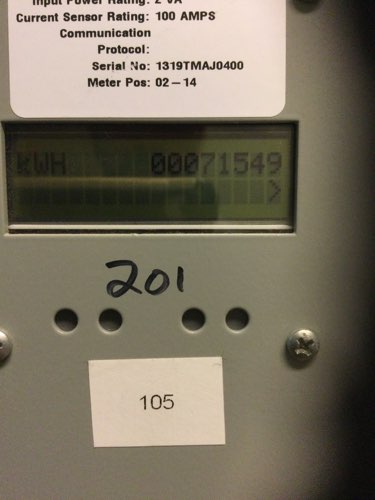 Input Power Rating: 2 VA
Current Sensor Rating: 100 AMPS
Communication
Protocol:
Serial No: 1319TMAJ0400
Meter Pos: 02-14
KWH 00071549
>
201
105